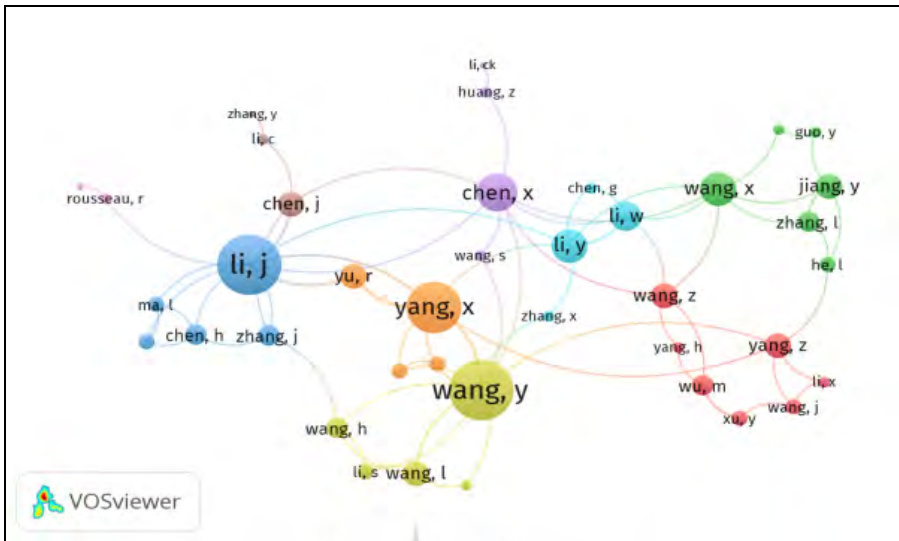 li, ck
huang, z
zhang, y
li, c
guo, y
rousseau, r
chen, j
chen, x
chen, g
wang, x
jiang, y
li, w
zhang, l
li, j
wang, s
li, y
he, l
yu, r
ma, l
yang, x
zhang, x
wang, z
chen, h
zhang, j
yang, h
yang, z
wang, y
wu, m
li, x
wang, j
xu, y
wang, h
li, s
wang, l
VOSviewer